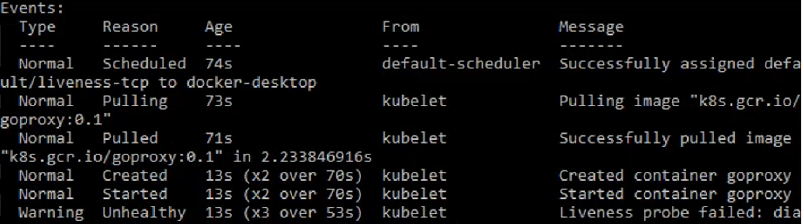 Events:
Type Reason Age From Message
---- ------ ---- ---- -------
Normal Scheduled 74s default-scheduler Successfully assigned defa
ult/liveness-tcp to docker-desktop
Normal Pulling 73s kubelet Pulling image "k8s.gcr.io/
goproxy:0.1"
Normal Pulled 71s kubelet Successfully pulled image
"k8s.gcr.io/goproxy:0.1" in 2.233846916s
Normal Created 13s (x2 over 70s) kubelet Created container goproxy
Normal Started 13s (x2 over 70s) kubelet Started container goproxy
Warning Unhealthy 13s (x3 over 53s) kubelet Liveness probe failed: dia